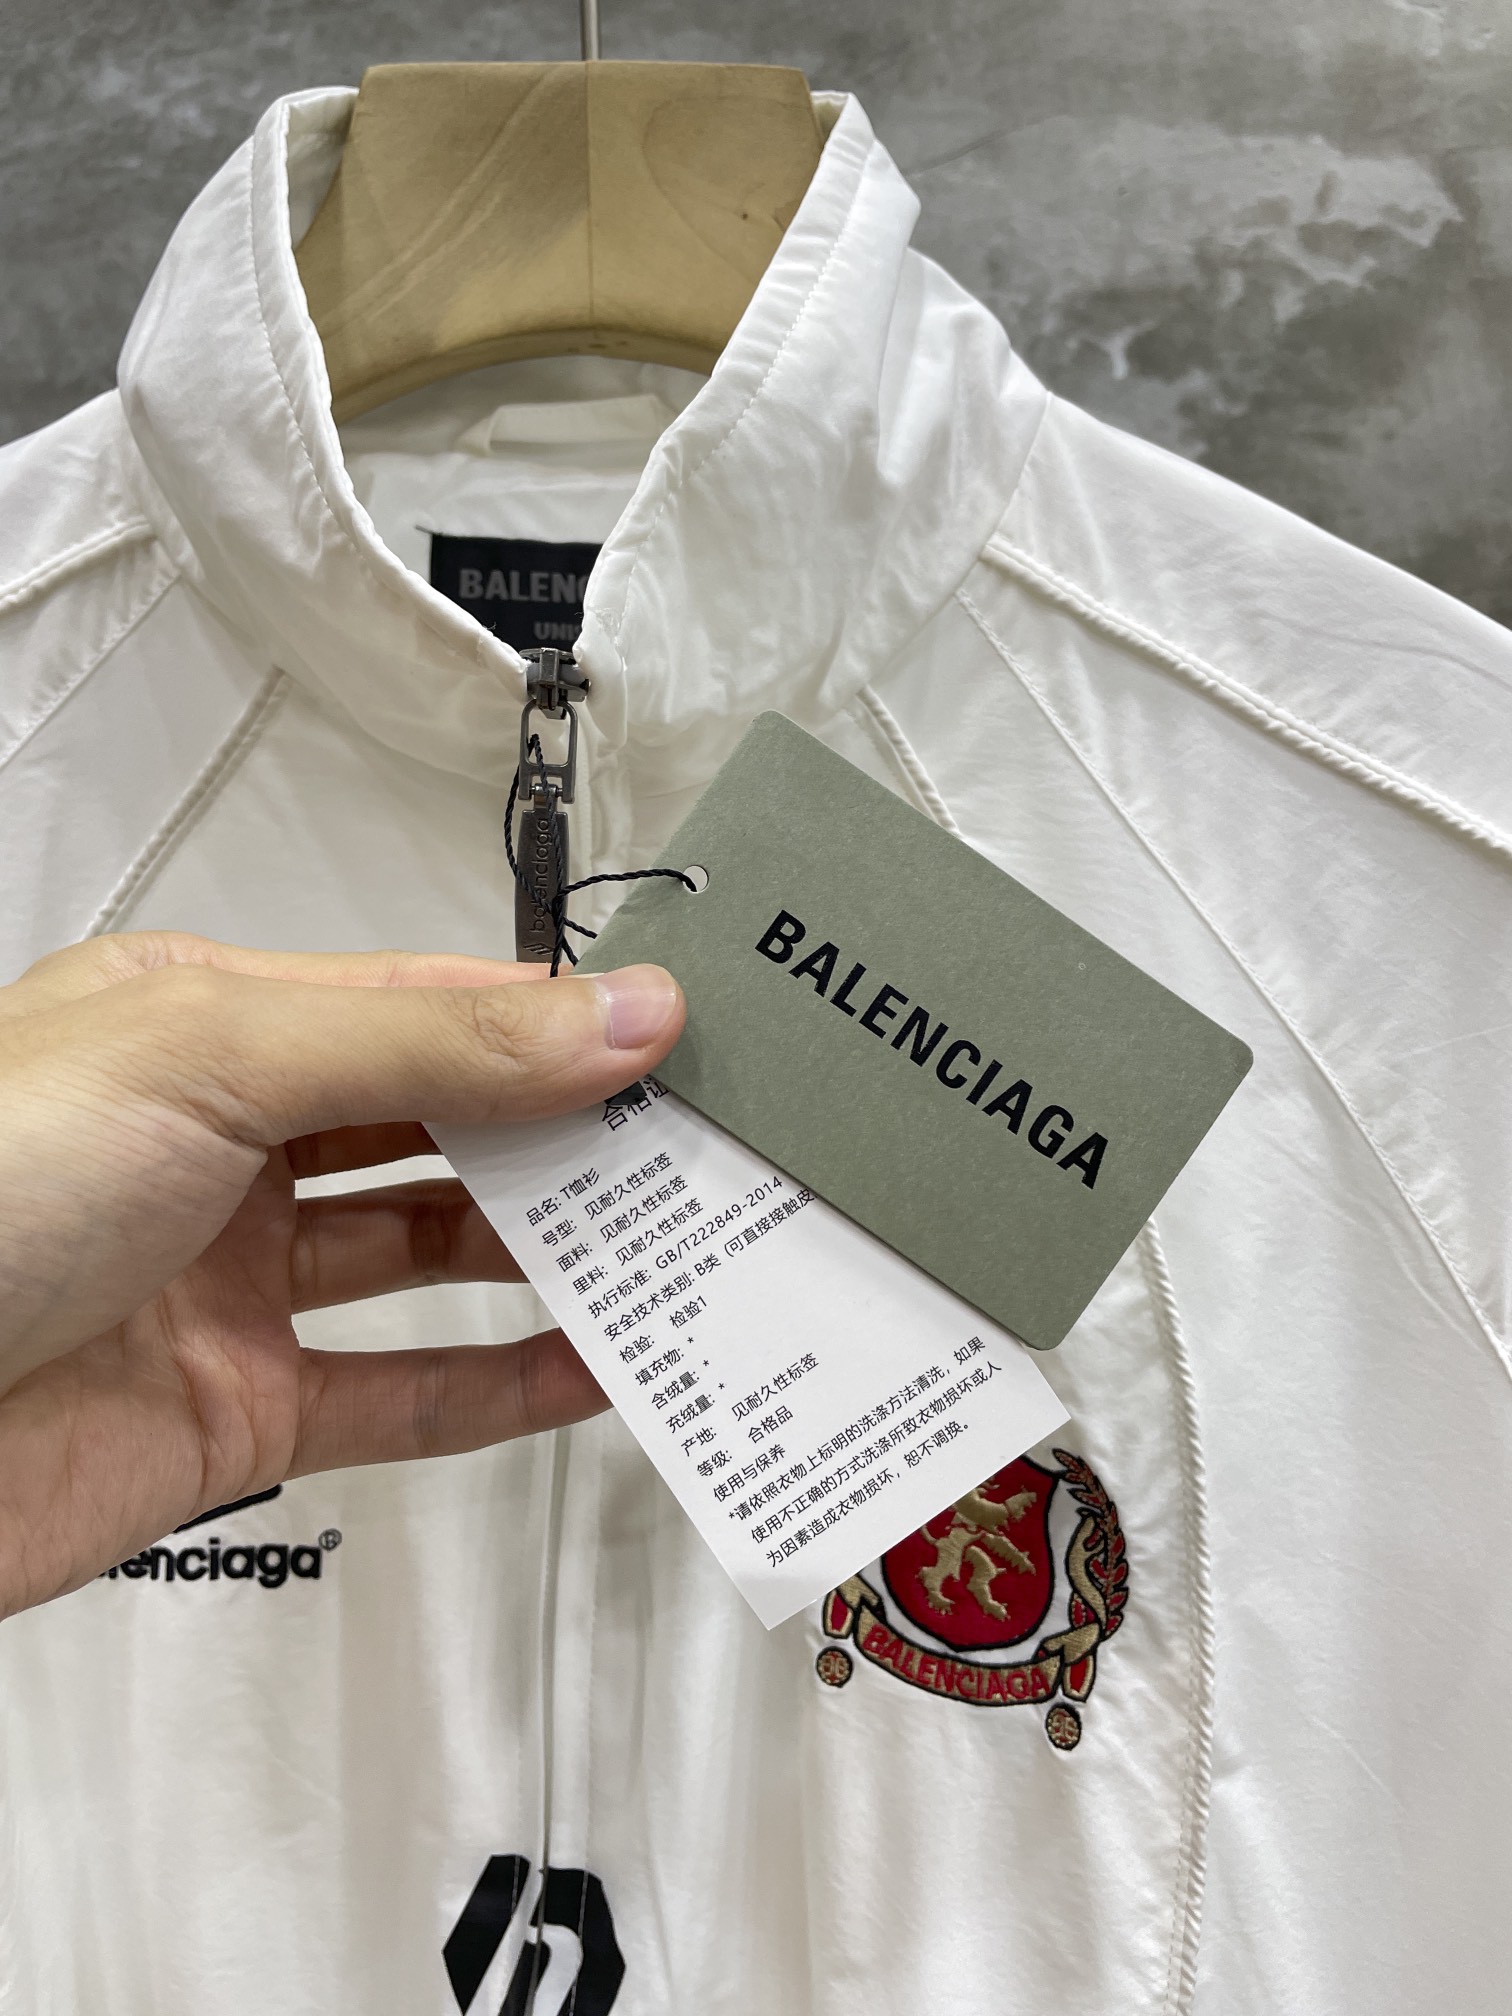 BALENC
UNIS
balenciaga
BALENCIAGA
合格证
品名: T恤衫
号型: 见耐久性标签
面料: 见耐久性标签
里料: 见耐久性标签
执行标准: GB/T222849-2014
安全技术类别: B类 (可直接接触皮
检验: 检验1
填充物: *
含绒量: *
充绒量: *
产地: 见耐久性标签
等级: 合格品
使用与保养
*请依照衣物上标明的洗涤方法清洗，如果
使用不正确的方式洗涤所致衣物损坏或人
为因素造成衣物损坏，恕不调换。
lenciaga®
BALENCIAGA